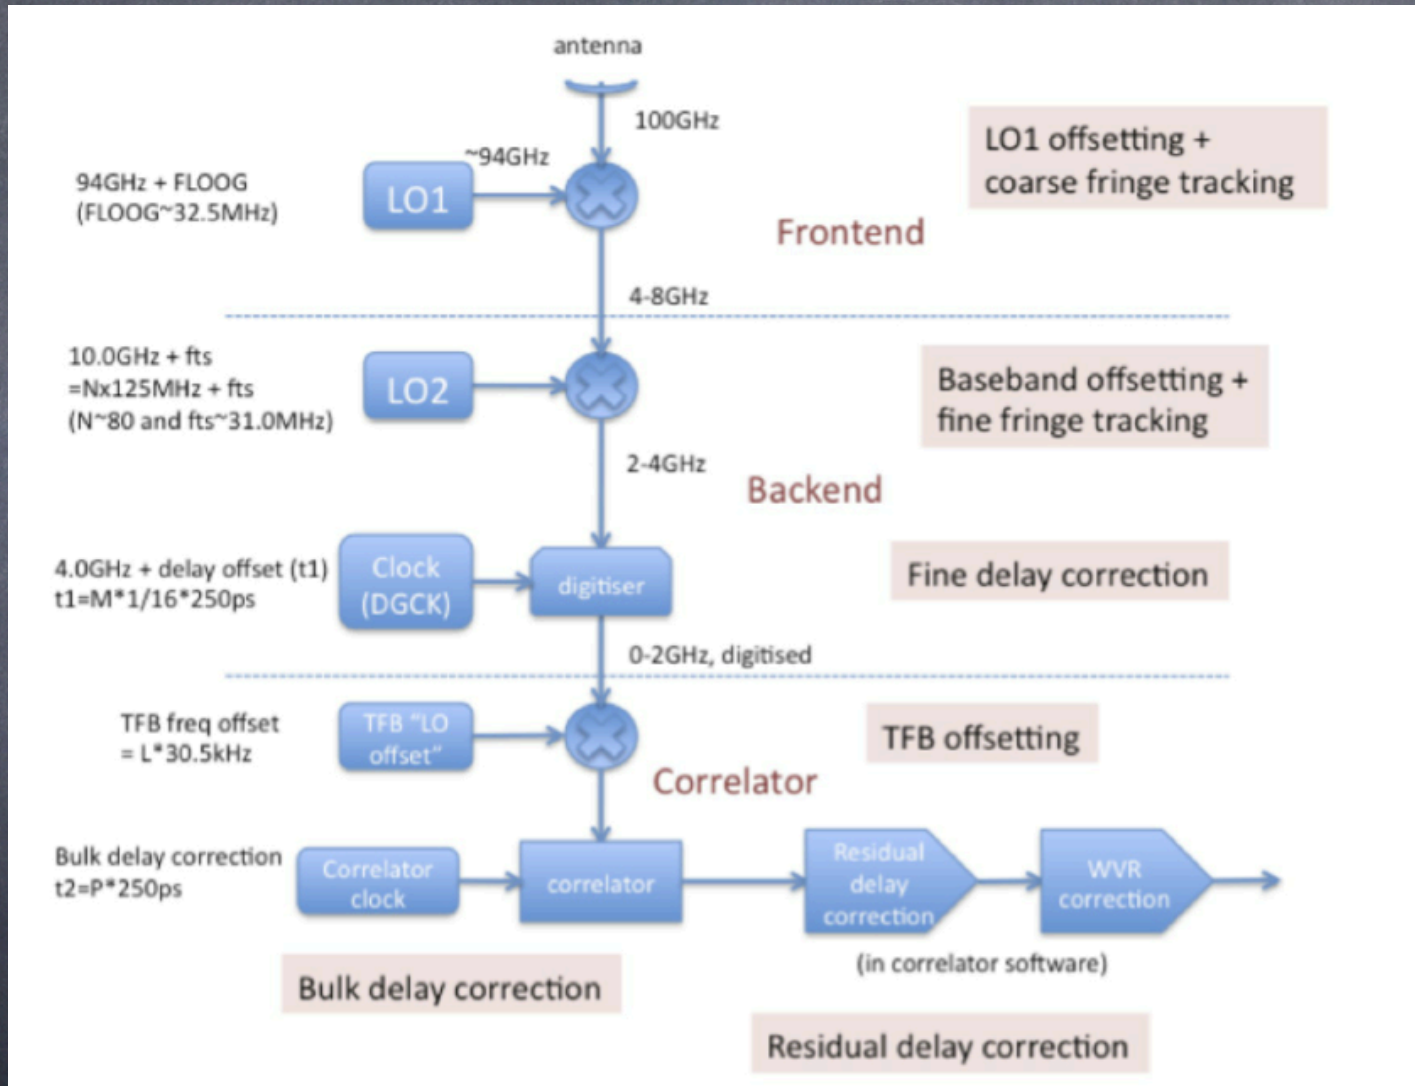 antenna
100GHz
~94GHz
94GHz + FLOOG
(FLOOG~32.5MHz)
LO1
LO1 offsetting +
coarse fringe tracking
Frontend
4-8GHz
10.0GHz + fts
=Nx125MHz + fts
(N~80 and fts~31.0MHz)
LO2
Baseband offsetting +
fine fringe tracking
2-4GHz
Backend
4.0GHz + delay offset (t1)
t1=M*1/16*250ps
Clock
(DGCK)
digitiser
Fine delay correction
0-2GHz, digitised
TFB freq offset
= L*30.5kHz
TFB "LO
offset"
TFB offsetting
Correlator
Bulk delay correction
t2=P*250ps
Correlator
clock
correlator
Residual
delay
correction
WVR
correction
(in correlator software)
Bulk delay correction
Residual delay correction